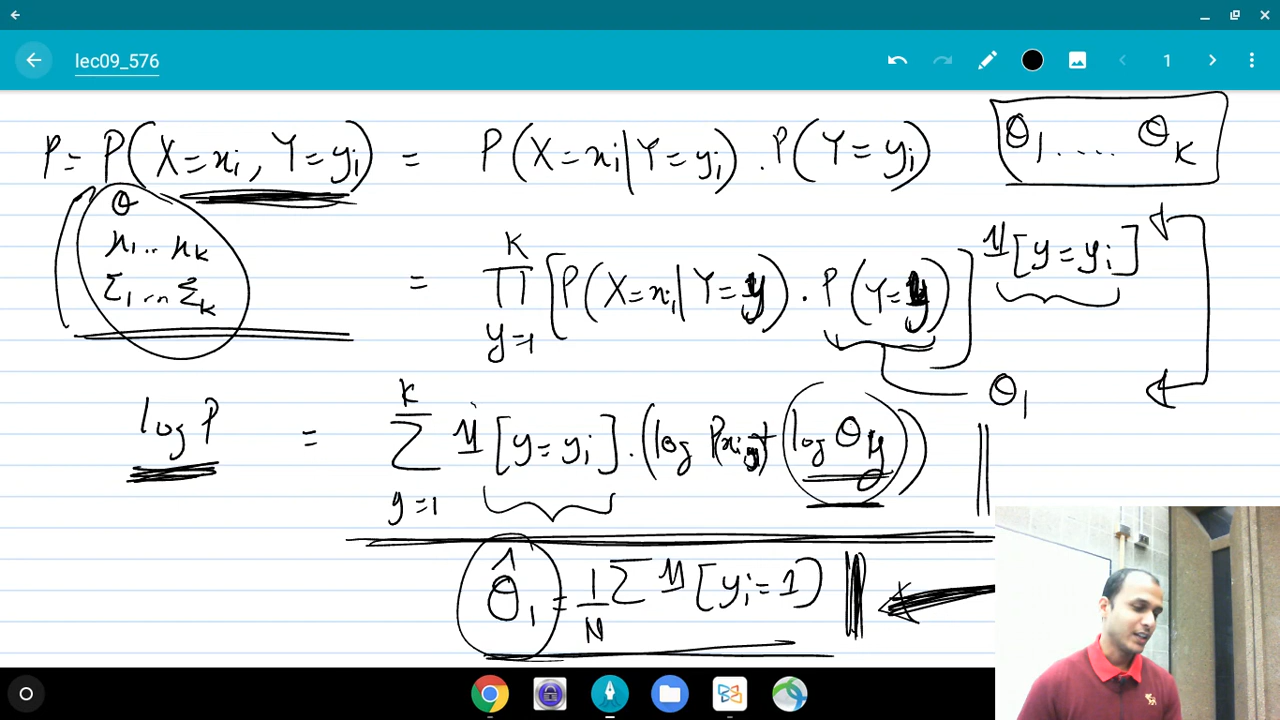 lec09_576
1
P = P(X=xi, Y=yi) = P(X=xi|Y=yi) . P(Y=yi)
θ1 .... θk
θ
μ1 .. μk
Σ1 ... Σk
= ∏ y=1 K [P(X=xi|Y=y) . P(Y=y)] 𝟙[y=yi]
θ1
log P = Σ y=1 K 𝟙[y=yi] . (log P(xi,y) + log θy)
θ̂1 = 1/N Σ 𝟙[yi=1)